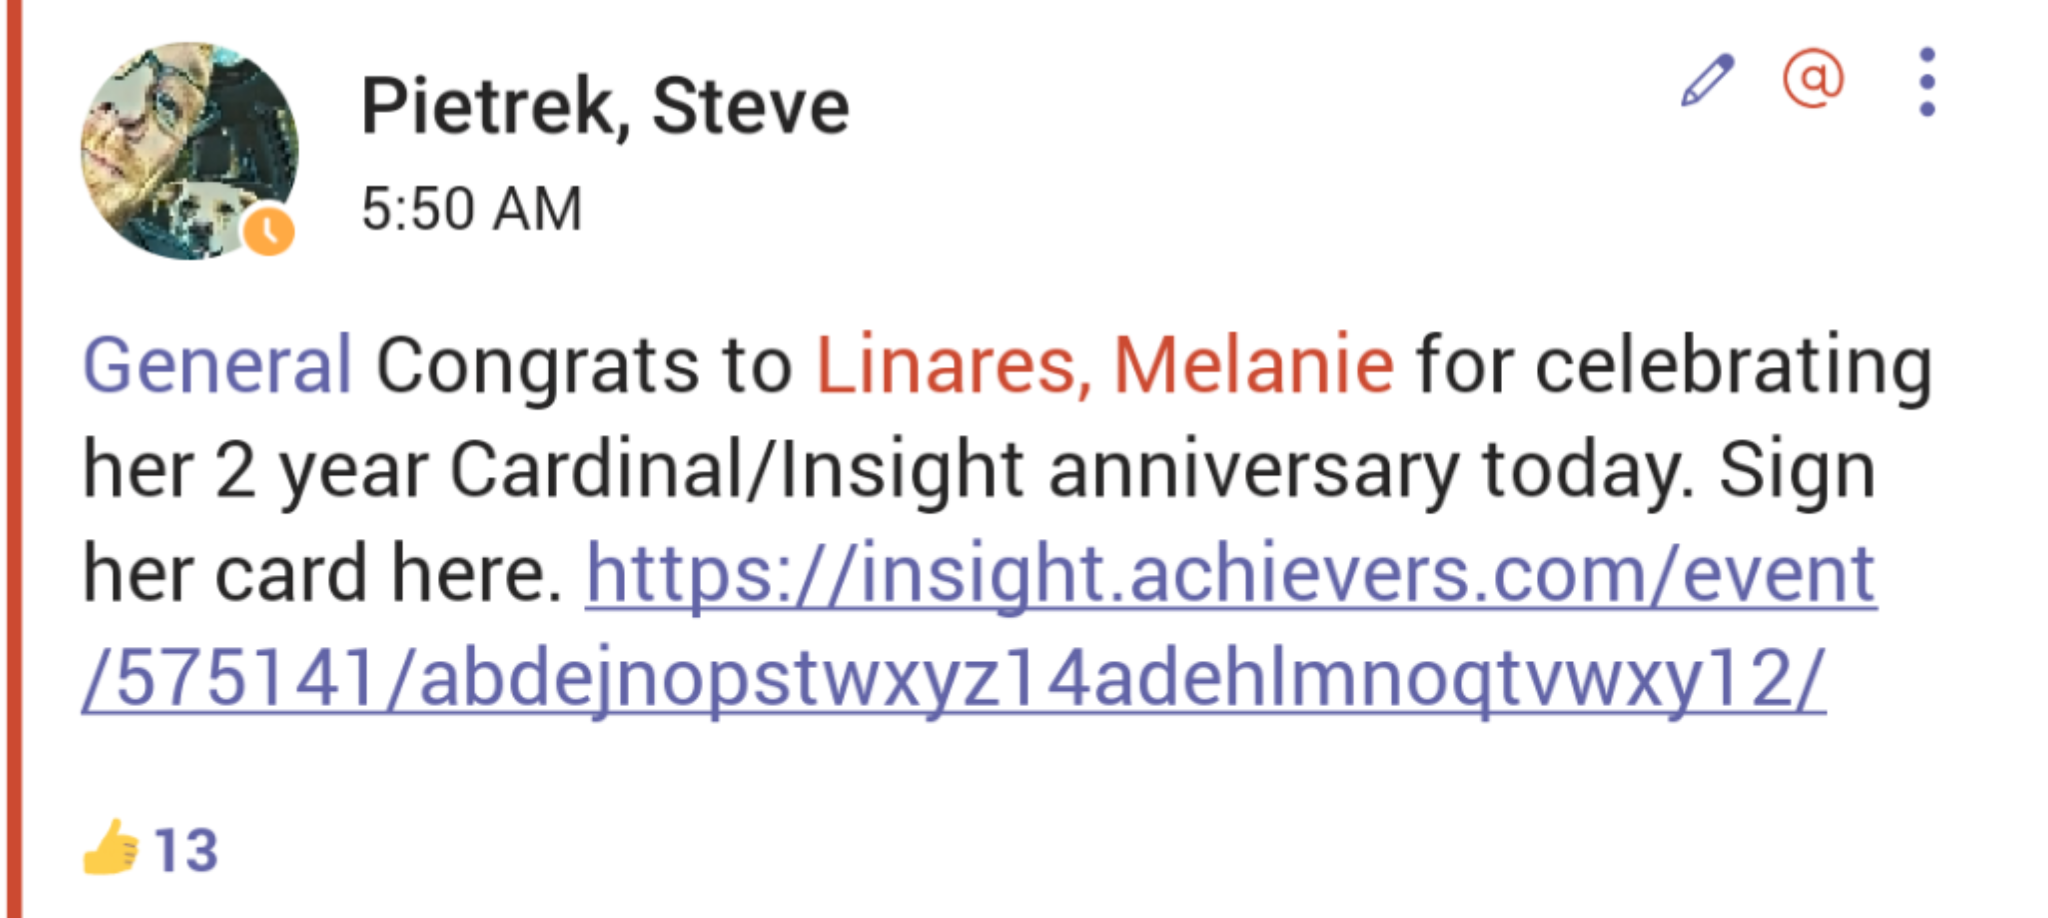 Pietrek, Steve
5:50 AM
General Congrats to Linares, Melanie for celebrating
her 2 year Cardinal/Insight anniversary today. Sign
her card here. https://insight.achievers.com/event
/575141/abdejnopstwxyz14adehlmnoqtvwxy12/
13